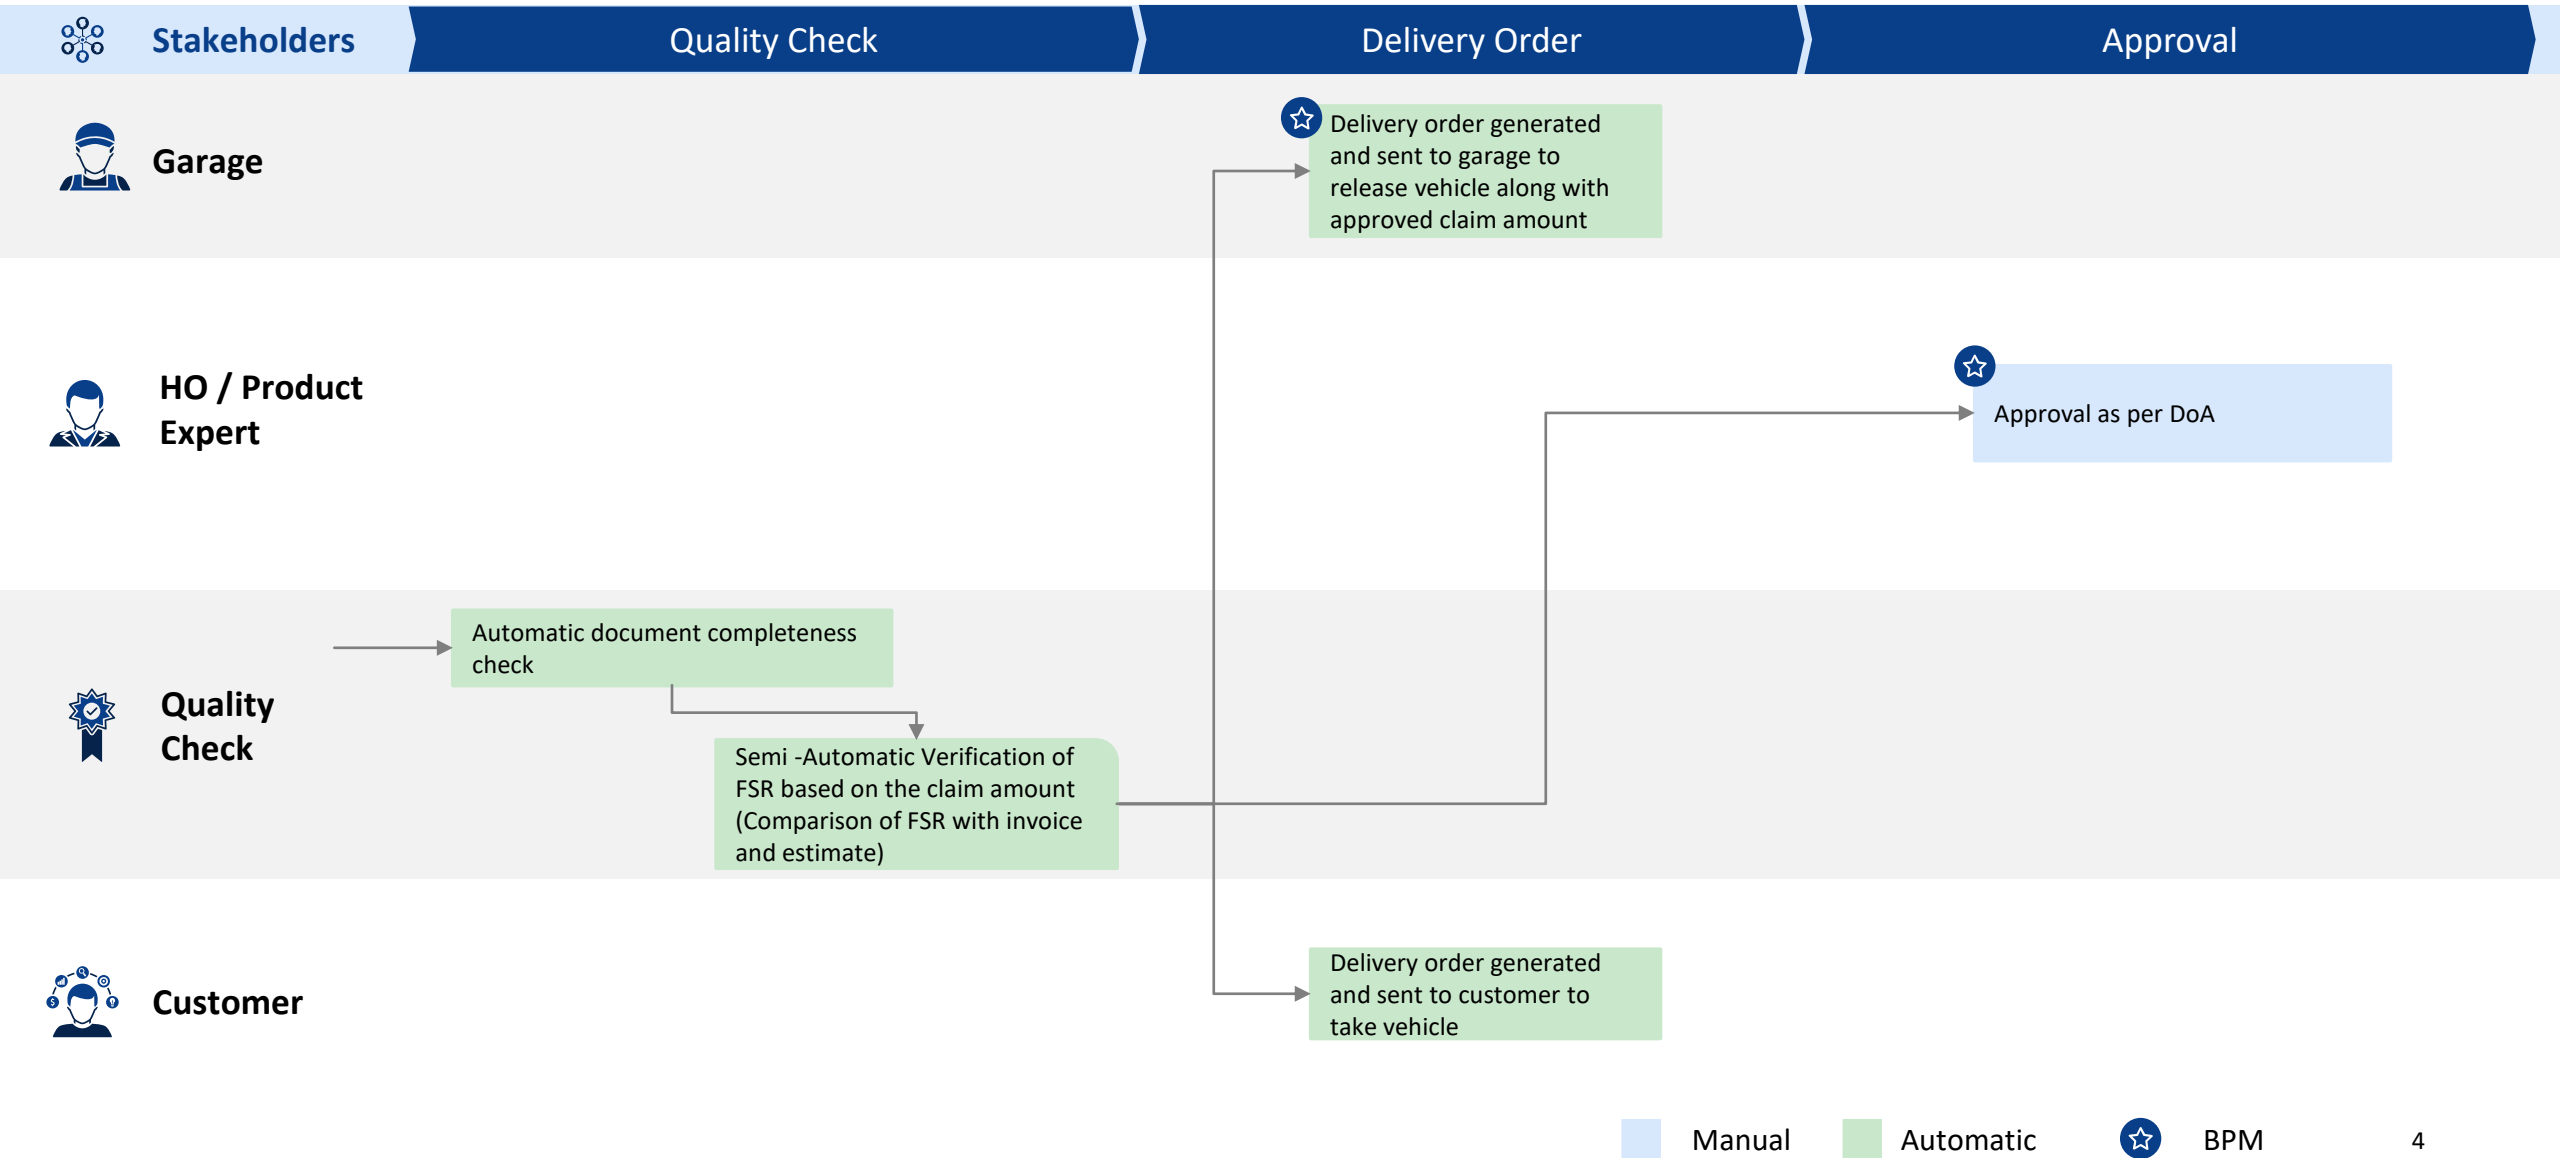 Stakeholders
Quality Check
Delivery Order
Approval
Garage
Delivery order generated
and sent to garage to
release vehicle along with
approved claim amount
HO / Product
Expert
Approval as per DoA
Quality
Check
Automatic document completeness
check
Semi -Automatic Verification of
FSR based on the claim amount
(Comparison of FSR with invoice
and estimate)
Customer
Delivery order generated
and sent to customer to
take vehicle
Manual
Automatic
BPM
4